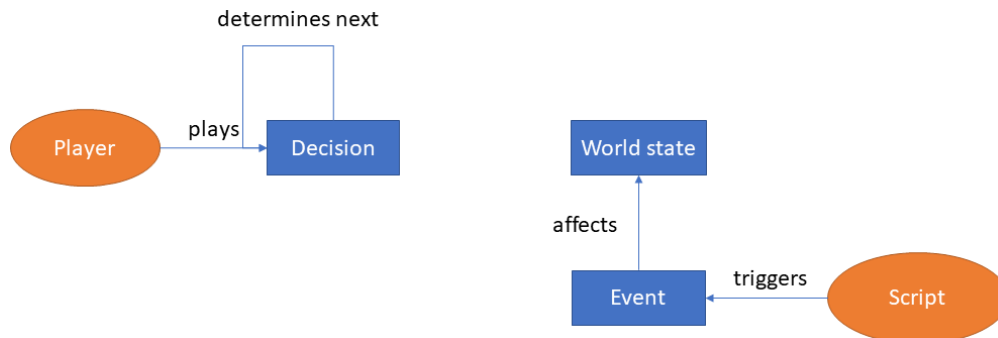 determines next
Player
plays
Decision
World state
affects
Event
triggers
Script